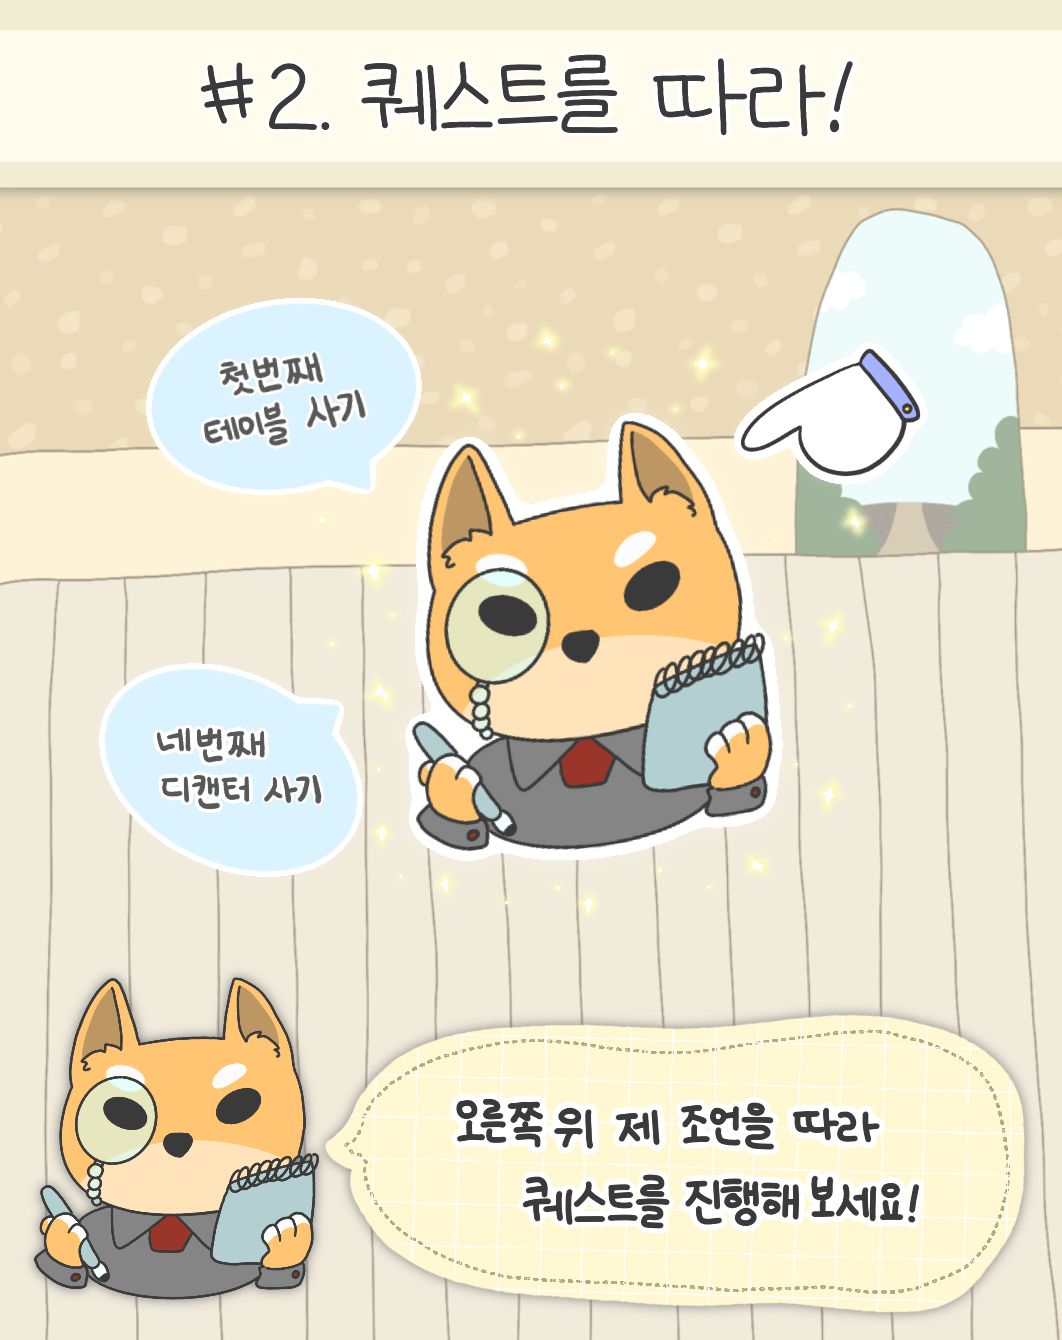 #2. 퀘스트를 따라!
첫번째
테이블 사기
네번째
디캔터 사기
오른쪽 위 제 조언을 따라
퀘스트를 진행해 보세요!